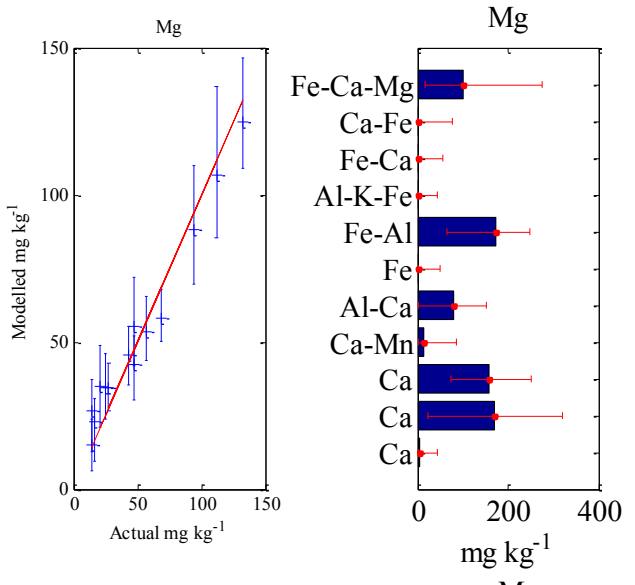 Mg
150
100
50
0
0 50 100 150
Modelled mg kg-1
Actual mg kg-1
Mg
Fe-Ca-Mg
Ca-Fe
Fe-Ca
Al-K-Fe
Fe-Al
Fe
Al-Ca
Ca-Mn
Ca
Ca
Ca
0 200 400
mg kg-1